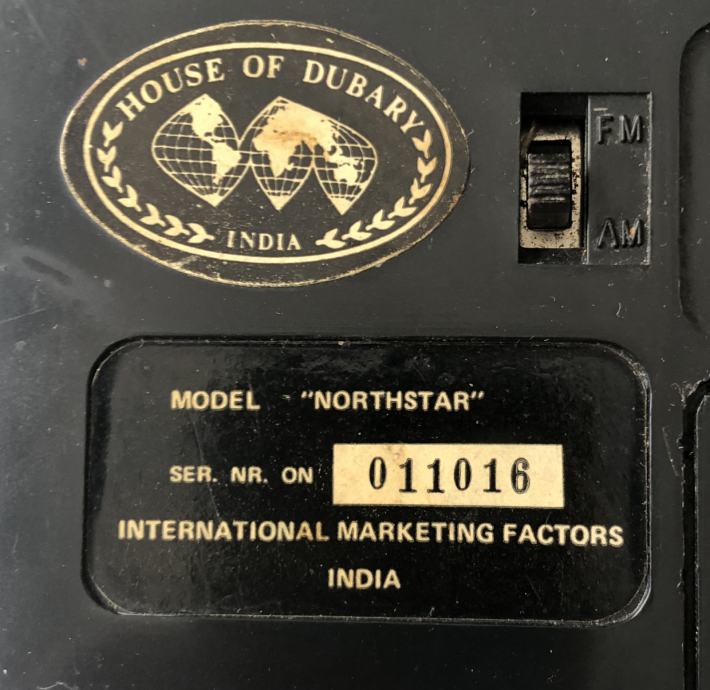 HOUSE OF DUBARY
INDIA
FM
AM
MODEL "NORTHSTAR"
SER. NR. ON 011016
INTERNATIONAL MARKETING FACTORS
INDIA